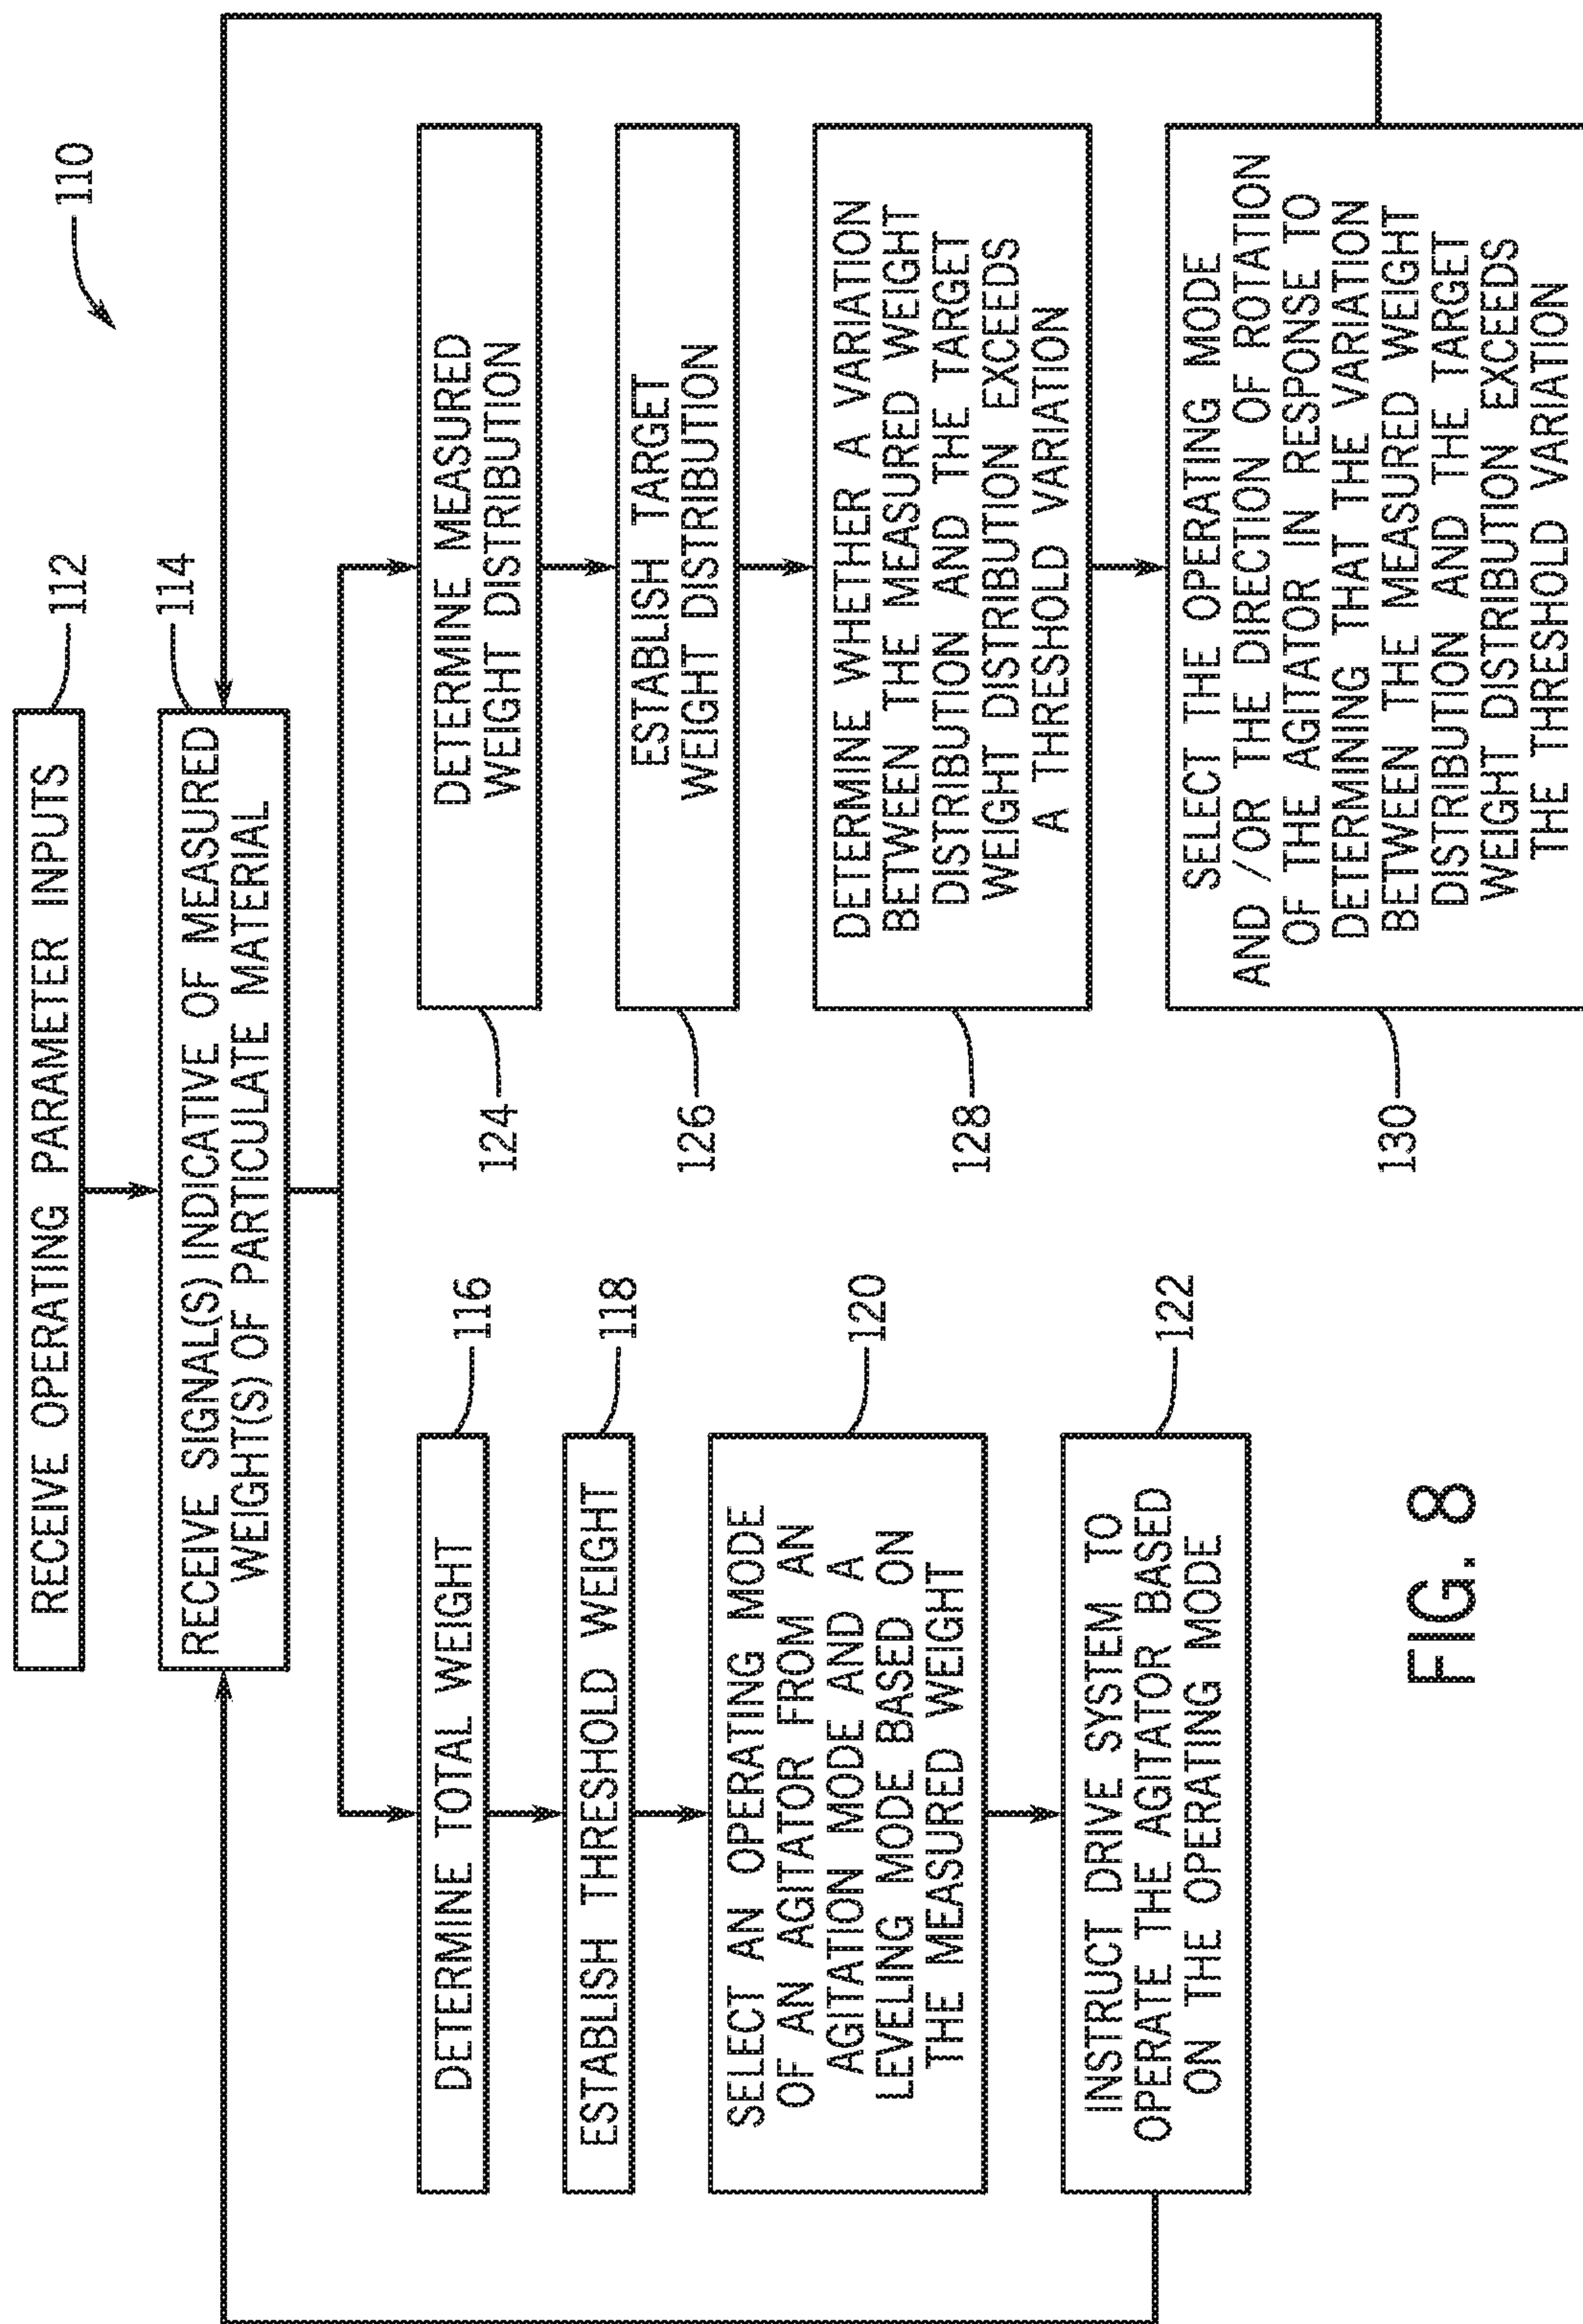 110
RECEIVE OPERATING PARAMETER INPUTS
112
RECEIVE SIGNAL(S) INDICATIVE OF MEASURED
WEIGHT(S) OF PARTICULATE MATERIAL
114
DETERMINE TOTAL WEIGHT
116
ESTABLISH THRESHOLD WEIGHT
118
SELECT AN OPERATING MODE
OF AN AGITATOR FROM AN
AGITATION MODE AND A
LEVELING MODE BASED ON
THE MEASURED WEIGHT
120
INSTRUCT DRIVE SYSTEM TO
OPERATE THE AGITATOR BASED
ON THE OPERATING MODE
122
DETERMINE MEASURED
WEIGHT DISTRIBUTION
124
ESTABLISH TARGET
WEIGHT DISTRIBUTION
126
DETERMINE WHETHER A VARIATION
BETWEEN THE MEASURED WEIGHT
DISTRIBUTION AND THE TARGET
WEIGHT DISTRIBUTION EXCEEDS
A THRESHOLD VARIATION
128
SELECT THE OPERATING MODE
AND /OR THE DIRECTION OF ROTATION
OF THE AGITATOR IN RESPONSE TO
DETERMINING THAT THE VARIATION
BETWEEN THE MEASURED WEIGHT
DISTRIBUTION AND THE TARGET
WEIGHT DISTRIBUTION EXCEEDS
THE THRESHOLD VARIATION
130
FIG. 8